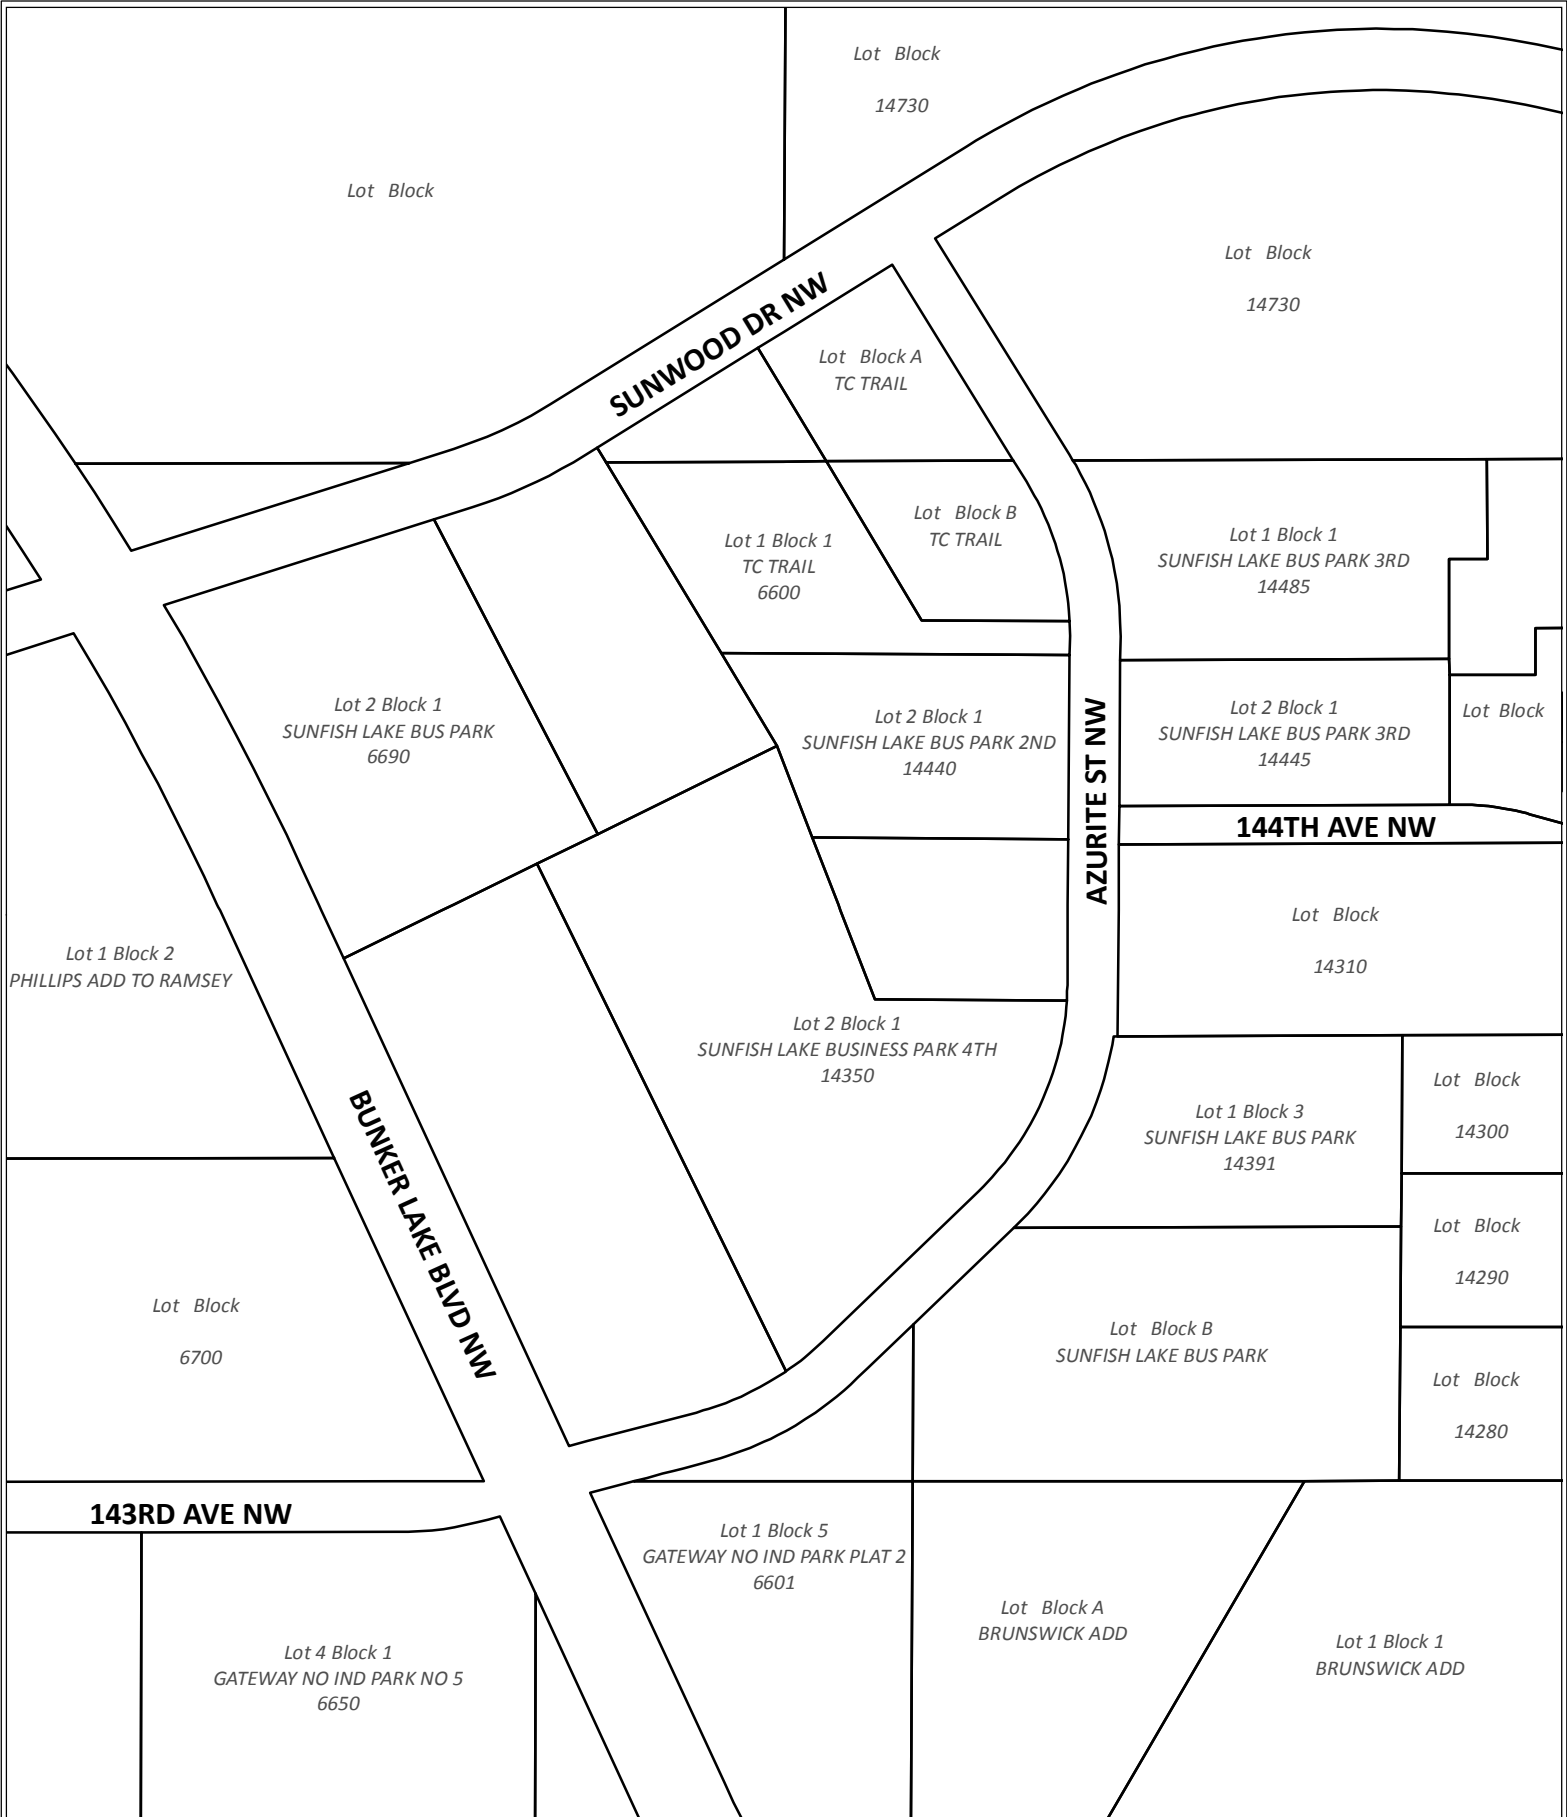 Lot Block
14730
Lot Block
Lot Block
14730
SUNWOOD DR NW
Lot Block A
TC TRAIL
Lot Block B
TC TRAIL
Lot 1 Block 1
TC TRAIL
6600
Lot 1 Block 1
SUNFISH LAKE BUS PARK 3RD
14485
Lot 2 Block 1
SUNFISH LAKE BUS PARK
6690
Lot 2 Block 1
SUNFISH LAKE BUS PARK 2ND
14440
AZURITE ST NW
Lot 2 Block 1
SUNFISH LAKE BUS PARK 3RD
14445
Lot Block
144TH AVE NW
Lot Block
14310
Lot 1 Block 2
PHILLIPS ADD TO RAMSEY
Lot 2 Block 1
SUNFISH LAKE BUSINESS PARK 4TH
14350
Lot 1 Block 3
SUNFISH LAKE BUS PARK
14391
Lot Block
14300
BUNKER LAKE BLVD NW
Lot Block
14290
Lot Block
6700
Lot Block B
SUNFISH LAKE BUS PARK
Lot Block
14280
143RD AVE NW
Lot 1 Block 5
GATEWAY NO IND PARK PLAT 2
6601
Lot Block A
BRUNSWICK ADD
Lot 1 Block 1
BRUNSWICK ADD
Lot 4 Block 1
GATEWAY NO IND PARK NO 5
6650